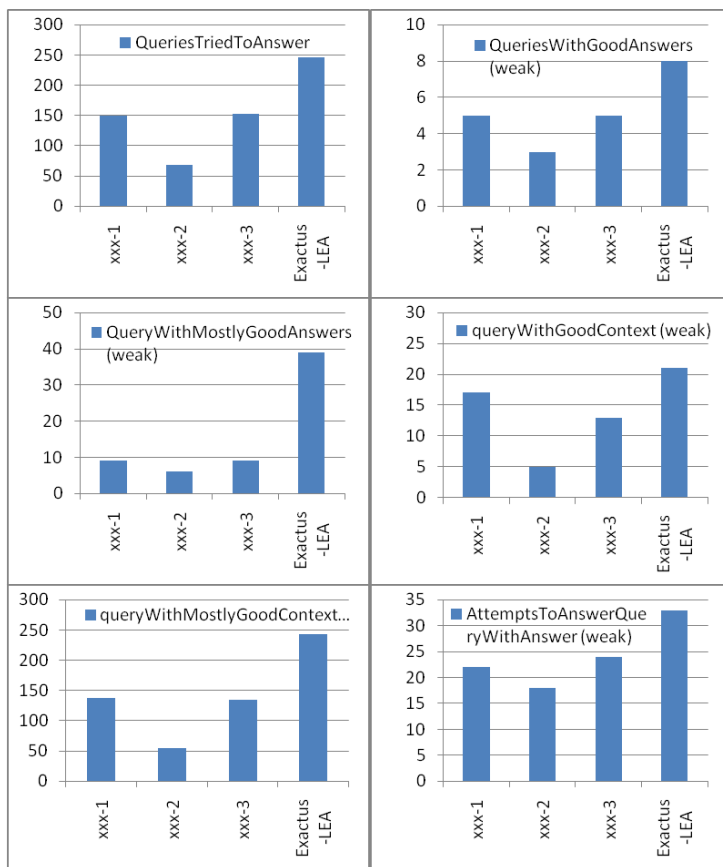 300
250
200
150
100
50
0
QueriesTriedToAnswer
xxx-1
xxx-2
xxx-3
Exactus
-LEA
10
8
6
4
2
0
QueriesWithGoodAnswers
(weak)
xxx-1
xxx-2
xxx-3
Exactus
-LEA
50
40
30
20
10
0
QueryWithMostlyGoodAnswers
(weak)
xxx-1
xxx-2
xxx-3
Exactus
-LEA
30
25
20
15
10
5
0
queryWithGoodContext (weak)
xxx-1
xxx-2
xxx-3
Exactus
-LEA
300
250
200
150
100
50
0
queryWithMostlyGoodContext...
xxx-1
xxx-2
xxx-3
Exactus
-LEA
35
30
25
20
15
10
5
0
AttemptsToAnswerQue
ryWithAnswer (weak)
xxx-1
xxx-2
xxx-3
Exactus
-LEA